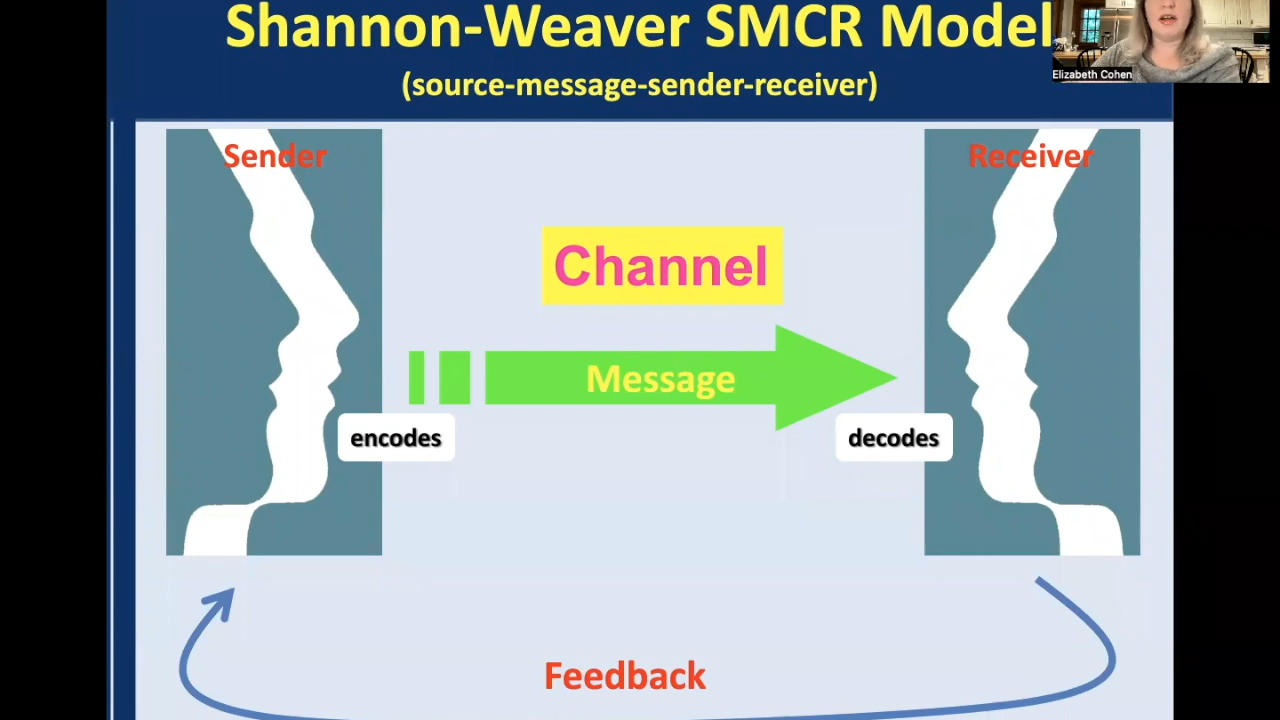 Shannon-Weaver SMCR Model
(source-message-sender-receiver)
Elizabeth Cohen
Sender
Receiver
Channel
Message
encodes
decodes
Feedback